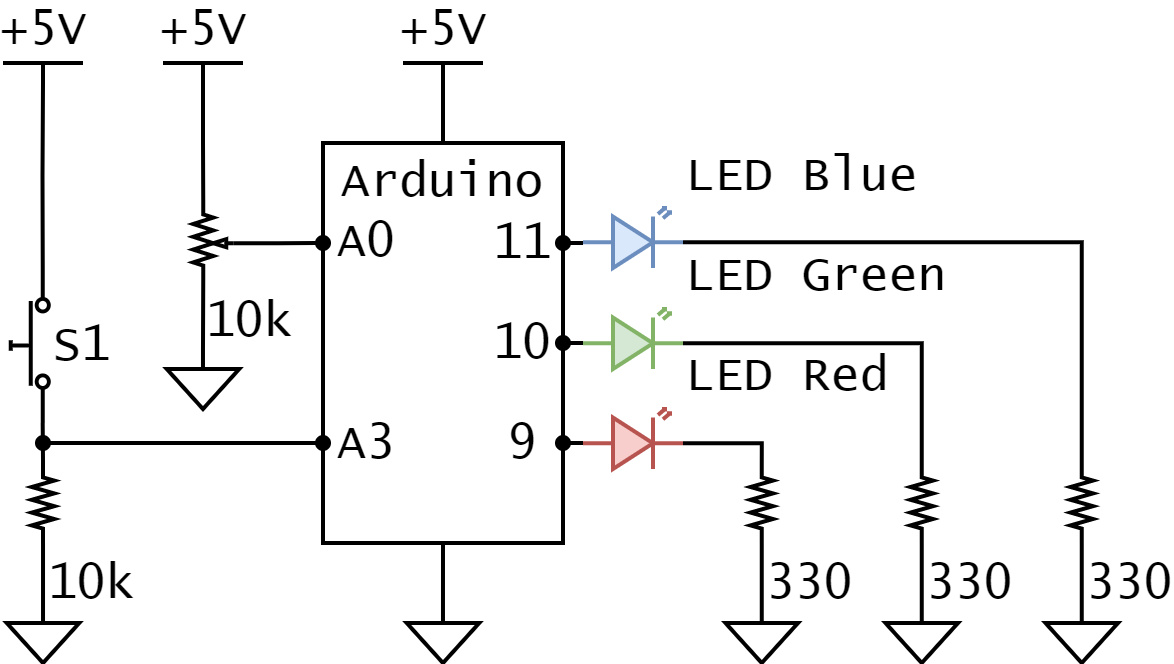 +5V
+5V
+5V
Arduino
LED Blue
A0
11
LED Green
10k
S1
10
LED Red
A3
9
10k
330
330
330